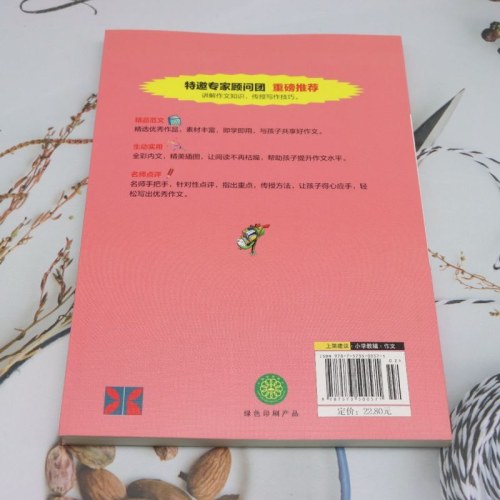 特邀专家顾问团 重磅推荐
讲解作文知识，传授写作技巧。
精品范文
精选优秀作品，素材丰富，即学即用，与孩子共享好作文。
生动实用
全彩内文，精美插图，让阅读不再枯燥，帮助孩子提升作文水平。
名师点评
名师手把手，针对性点评，指出重点，传授方法，让孩子得心应手，轻
松写出优秀作文。
上架建议：小学教辅·作文
绿色印刷产品
定价：22.80元